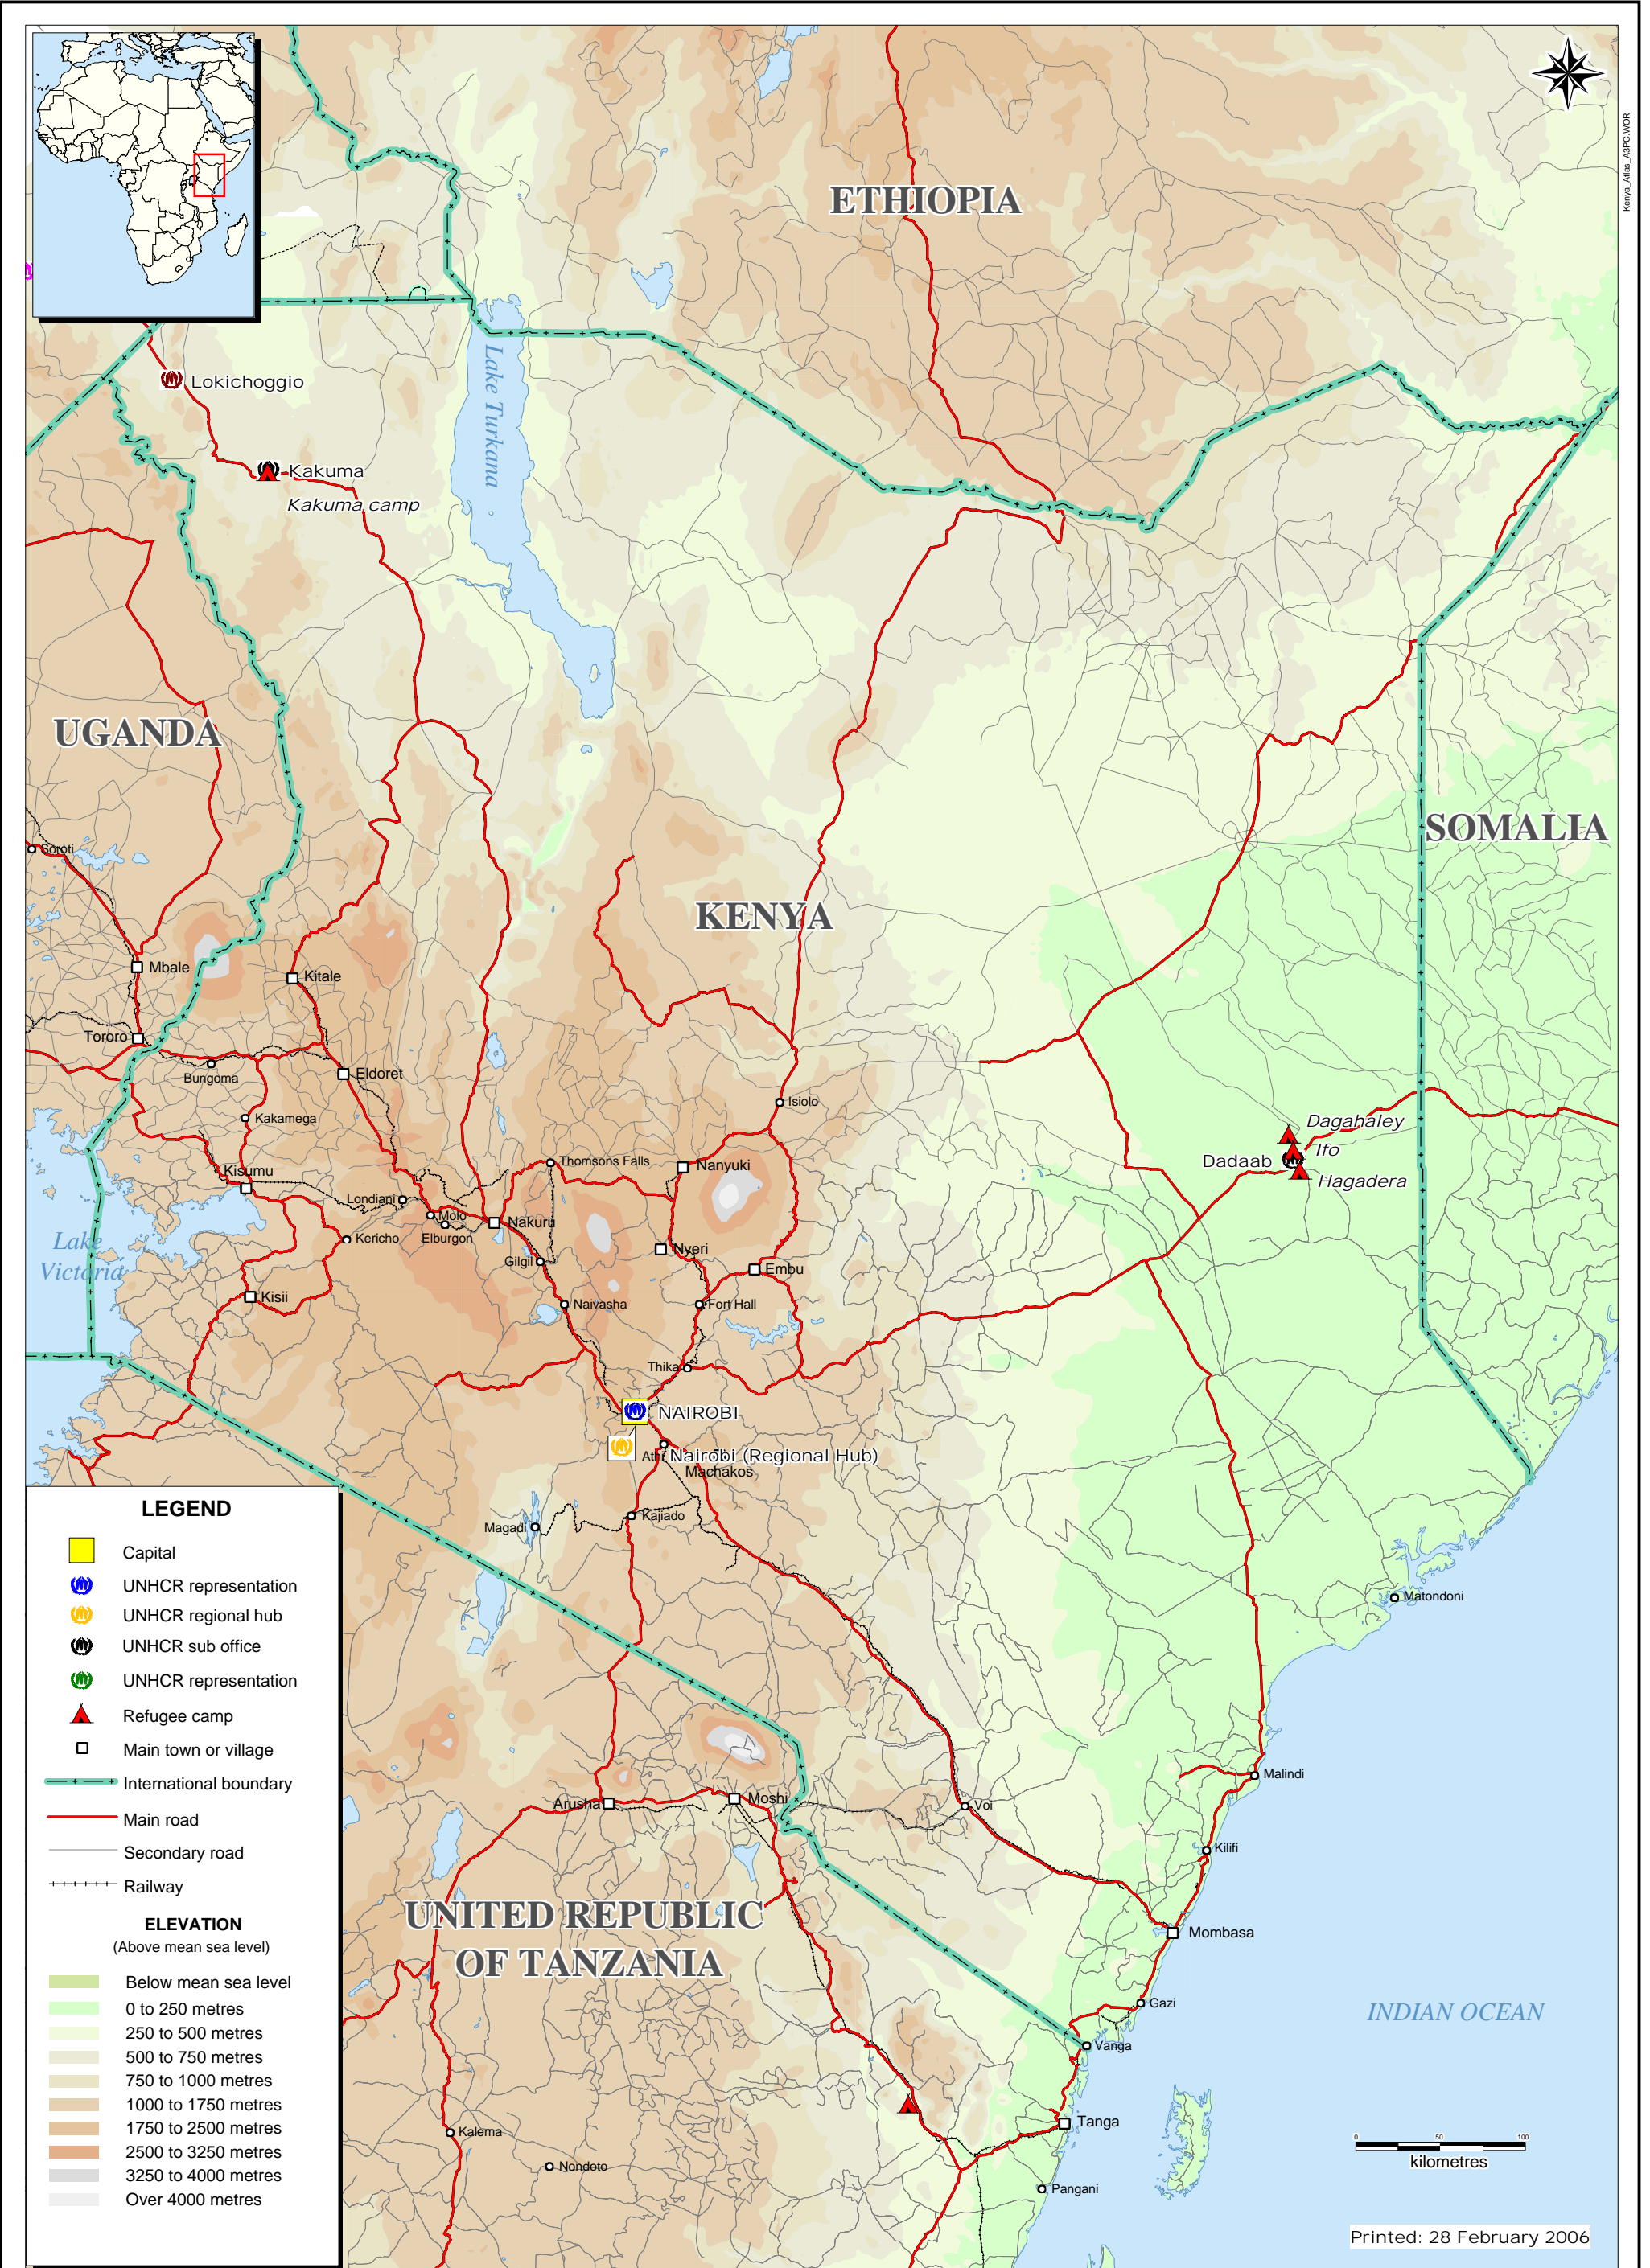 Kenya_Atlas_A3PC.WOR
ETHIOPIA
Lake Turkana
Lokichoggio
Kakuma
Kakuma camp
UGANDA
SOMALIA
Soroti
KENYA
Mbale
Kitale
Tororo
Bungoma
Eldoret
Kakamega
Isiolo
Dagahaley
Ifo
Dadaab
Hagadera
Kisumu
Thomsons Falls
Nanyuki
Londiani
Molo
Nakuru
Elburgon
Kericho
Lake
Victoria
Nyeri
Gilgil
Embu
Kisii
Naivasha
Fort Hall
Thika
NAIROBI
Nairobi (Regional Hub)
Machakos
Magadi
Kajiado
Matondoni
Malindi
Arusha
Moshi
Voi
Kilifi
UNITED REPUBLIC
OF TANZANIA
Mombasa
Gazi
INDIAN OCEAN
Vanga
Tanga
Kalema
Nondoto
Pangani
LEGEND
Capital
UNHCR representation
UNHCR regional hub
UNHCR sub office
UNHCR representation
Refugee camp
Main town or village
International boundary
Main road
Secondary road
Railway
ELEVATION
(Above mean sea level)
Below mean sea level
0 to 250 metres
250 to 500 metres
500 to 750 metres
750 to 1000 metres
1000 to 1750 metres
1750 to 2500 metres
2500 to 3250 metres
3250 to 4000 metres
Over 4000 metres
0 50 100
kilometres
Printed: 28 February 2006